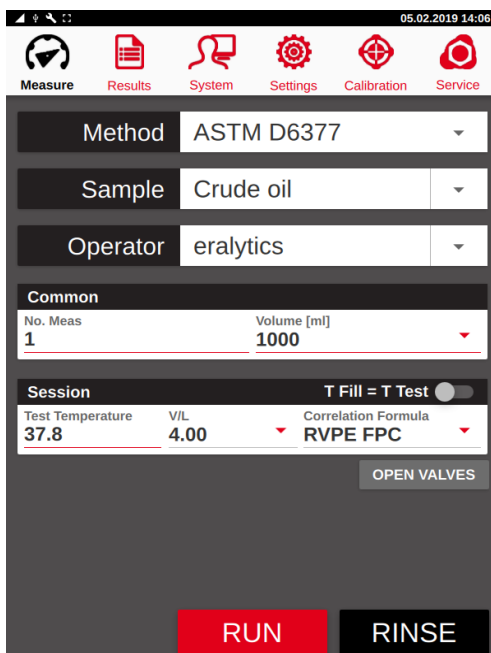 05.02.2019 14:06
Measure Results System Settings Calibration Service
Method ASTM D6377
Sample Crude oil
Operator eralytics
Common
No. Meas Volume [ml]
1 1000
Session T Fill = T Test
Test Temperature V/L Correlation Formula
37.8 4.00 RVPE FPC
OPEN VALVES
RUN RINSE